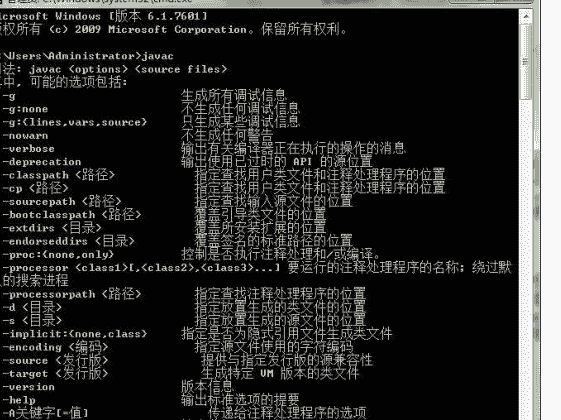 C:\Windows\system32\cmd.exe
icrosoft Windows [版本 6.1.7601]
权所有 (c) 2009 Microsoft Corporation。保留所有权利。
:\Users\Administrator>javac
法: javac <options> <source files>
中, 可能的选项包括:
-g 生成所有调试信息
-g:none 不生成任何调试信息
-g:{lines,vars,source} 只生成某些调试信息
-nowarn 不生成任何警告
-verbose 输出有关编译器正在执行的操作的消息
-deprecation 输出使用已过时的 API 的源位置
-classpath <路径> 指定查找用户类文件和注释处理程序的位置
-cp <路径> 指定查找用户类文件和注释处理程序的位置
-sourcepath <路径> 指定查找输入源文件的位置
-bootclasspath <路径> 覆盖引导类文件的位置
-extdirs <目录> 覆盖所安装扩展的位置
-endorseddirs <目录> 覆盖签名的标准路径的位置
-proc:{none,only} 控制是否执行注释处理和/或编译。
-processor <class1>[,<class2>,<class3>...] 要运行的注释处理程序的名称; 绕过默
的搜索进程
-processorpath <路径> 指定查找注释处理程序的位置
-d <目录> 指定放置生成的类文件的位置
-s <目录> 指定放置生成的源文件的位置
-implicit:{none,class} 指定是否为隐式引用文件生成类文件
-encoding <编码> 指定源文件使用的字符编码
-source <发行版> 提供与指定发行版的源兼容性
-target <发行版> 生成特定 VM 版本的类文件
-version 版本信息
-help 输出标准选项的提要
-A关键字[=值] 传递给注释处理程序的选项